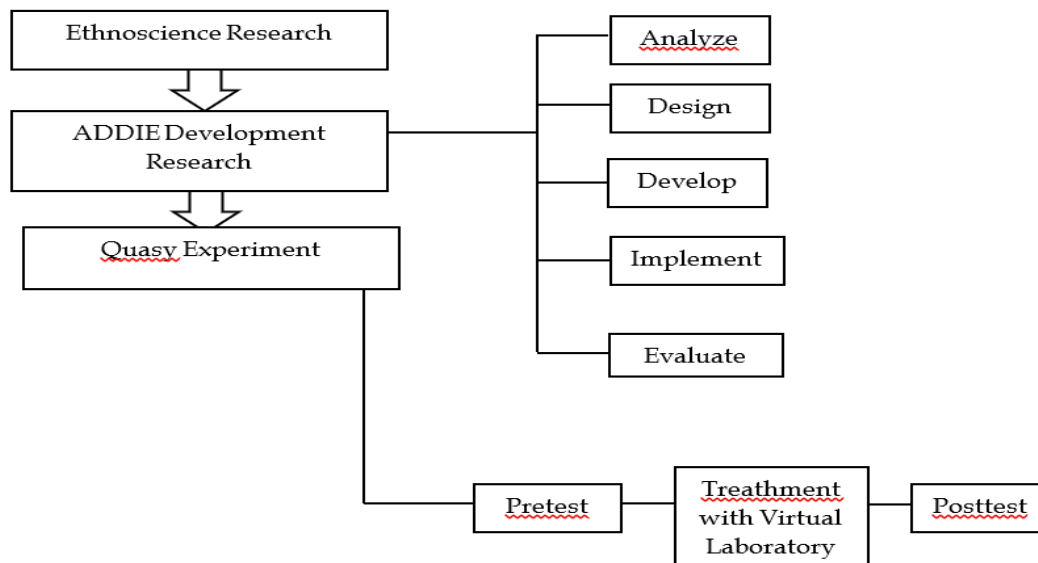 Ethnoscience Research
ADDIE Development
Research
Quasy Experiment
Analyze
Design
Develop
Implement
Evaluate
Pretest
Treathment
with Virtual
Laboratory
Posttest